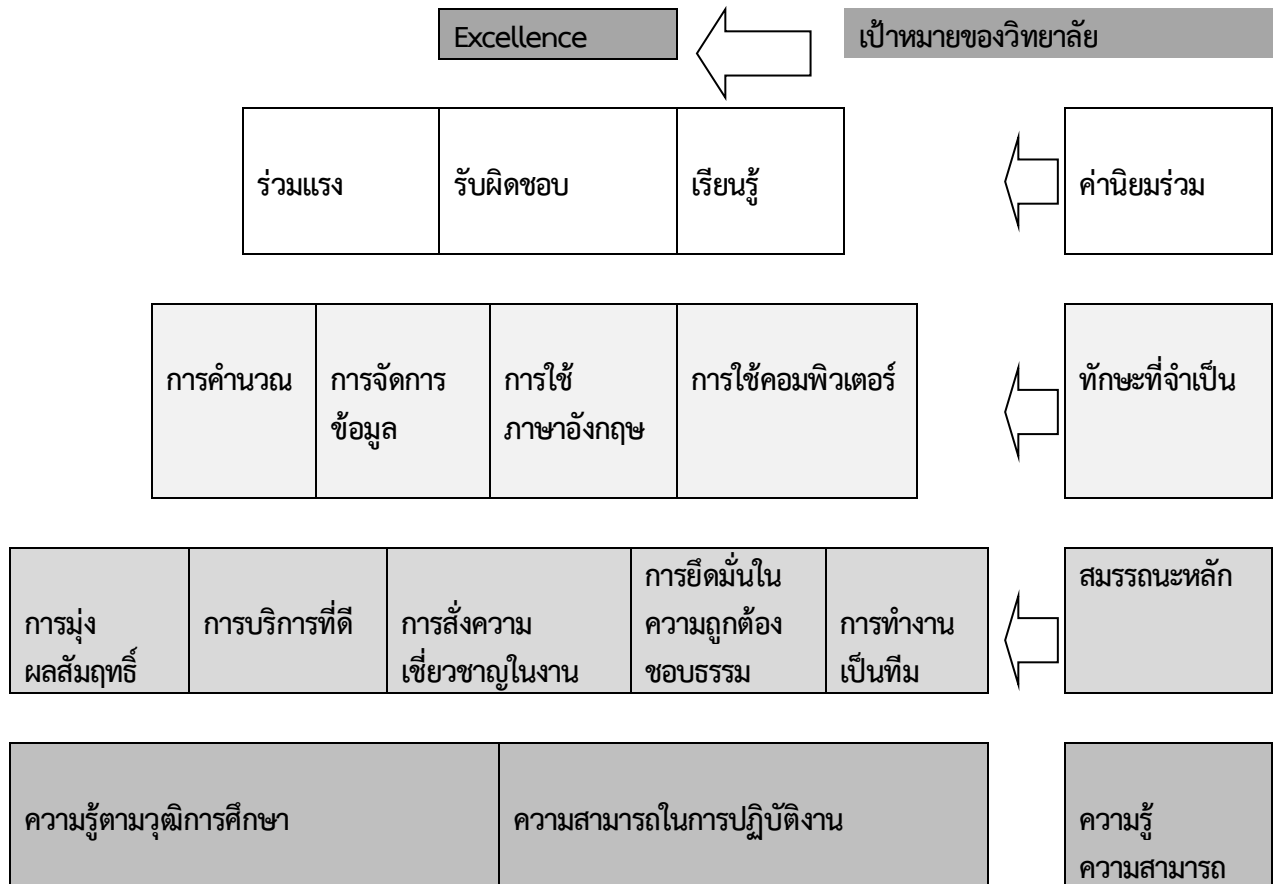 Excellence
เป้าหมายของวิทยาลัย
ร่วมแรง
รับผิดชอบ
เรียนรู้
ค่านิยมร่วม
การคำนวณ
การจัดการ
ข้อมูล
การใช้
ภาษาอังกฤษ
การใช้คอมพิวเตอร์
ทักษะที่จำเป็น
การมุ่ง
ผลสัมฤทธิ์
การบริการที่ดี
การสั่งความ
เชี่ยวชาญในงาน
การยึดมั่นใน
ความถูกต้อง
ชอบธรรม
การทำงาน
เป็นทีม
สมรรถนะหลัก
ความรู้ตามวุฒิการศึกษา
ความสามารถในการปฏิบัติงาน
ความรู้
ความสามารถ